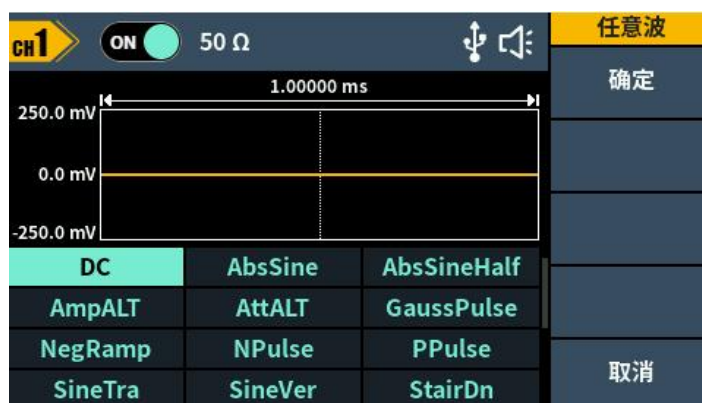 CH1 ON 50 Ω
任意波
确定
1.00000 ms
250.0 mV
0.0 mV
-250.0 mV
DC AbsSine AbsSineHalf
AmpALT AttALT GaussPulse
NegRamp NPulse PPulse
SineTra SineVer StairDn
取消